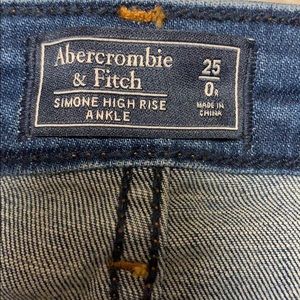 Abercrombie
& Fitch
SIMONE HIGH RISE
ANKLE
25
0R
MADE IN
CHINA